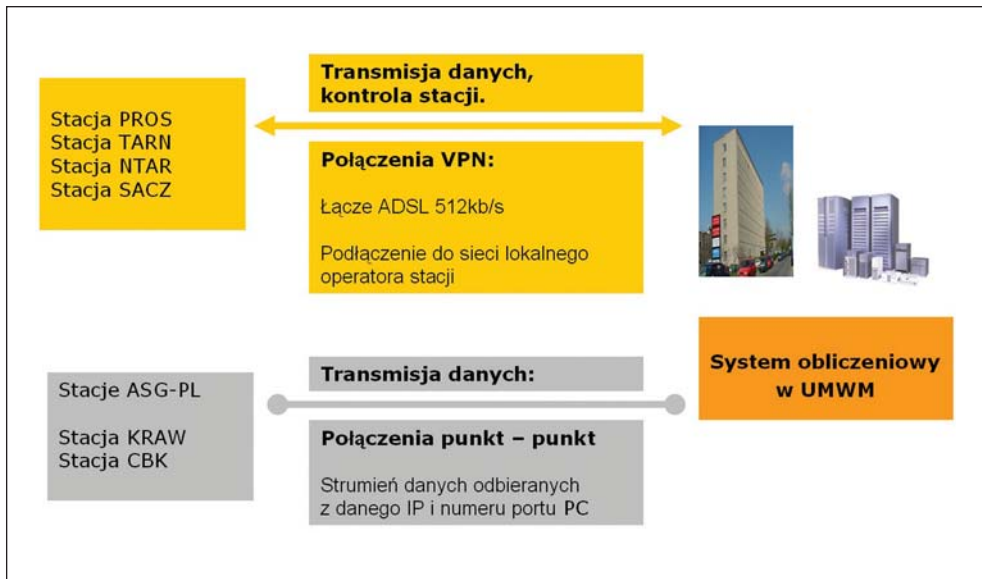 Stacja PROS
Stacja TARN
Stacja NTAR
Stacja SACZ
Transmisja danych,
kontrola stacji.
Połączenia VPN:
Łącze ADSL 512kb/s
Podłączenie do sieci lokalnego
operatora stacji
Stacje ASG-PL
Stacja KRAW
Stacja CBK
Transmisja danych:
Połączenia punkt – punkt
Strumień danych odbieranych
z danego IP i numeru portu PC
System obliczeniowy
w UMWM